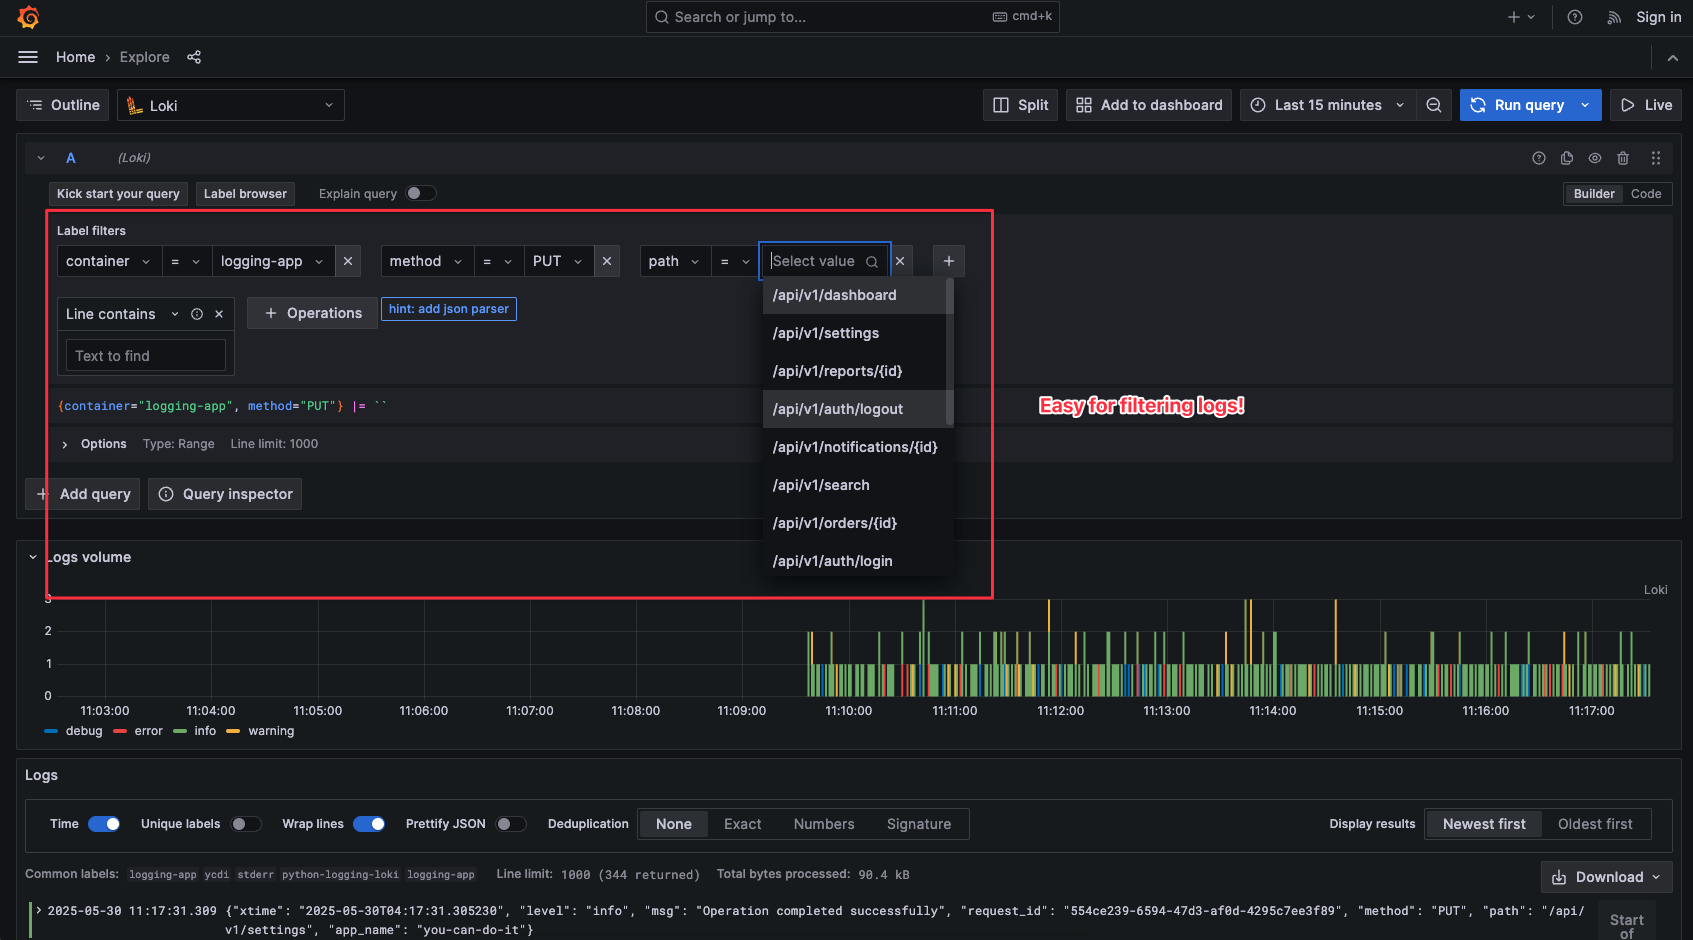 Search or jump to... cmd+k Sign in
Home › Explore
Outline Loki Split Add to dashboard Last 15 minutes Run query Live
A (Loki)
Kick start your query Label browser Explain query Builder Code
Label filters
container = logging-app method = PUT path = Select value
/api/v1/dashboard
Line contains + Operations hint: add json parser
/api/v1/settings
Text to find
/api/v1/reports/{id}
{container="logging-app", method="PUT"} |= ``
/api/v1/auth/logout
Easy for filtering logs!
Options Type: Range Line limit: 1000
/api/v1/notifications/{id}
+ Add query Query inspector
/api/v1/search
/api/v1/orders/{id}
Logs volume
/api/v1/auth/login
Loki
3
2
1
0
11:03:00 11:04:00 11:05:00 11:06:00 11:07:00 11:08:00 11:09:00 11:10:00 11:11:00 11:12:00 11:13:00 11:14:00 11:15:00 11:16:00 11:17:00
debug error info warning
Logs
Time Unique labels Wrap lines Prettify JSON Deduplication None Exact Numbers Signature Display results Newest first Oldest first
Common labels: logging-app ycdi stderr python-logging-loki logging-app Line limit: 1000 (344 returned) Total bytes processed: 90.4 kB
Download
2025-05-30 11:17:31.309 {"xtime": "2025-05-30T04:17:31.305230", "level": "info", "msg": "Operation completed successfully", "request_id": "554ce239-6594-47d3-af0d-4295c7ee3f89", "method": "PUT", "path": "/api/
v1/settings", "app_name": "you-can-do-it"}
Start
of